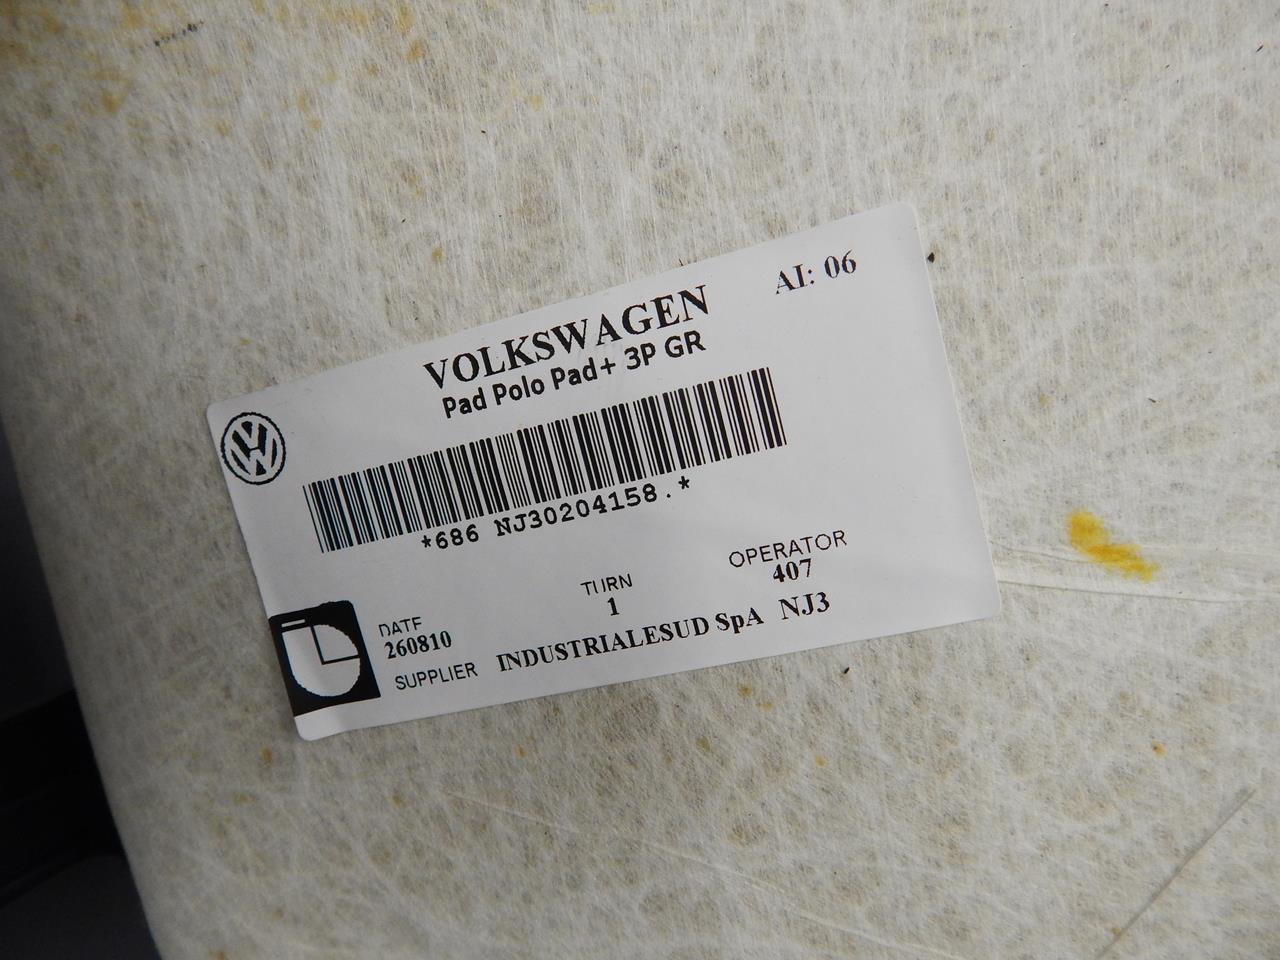 AI: 06
VOLKSWAGEN
Pad Polo Pad+ 3P GR
*686 NJ30204158.*
DATE
260810
TURN
1
OPERATOR
407
SUPPLIER INDUSTRIALESUD SpA NJ3